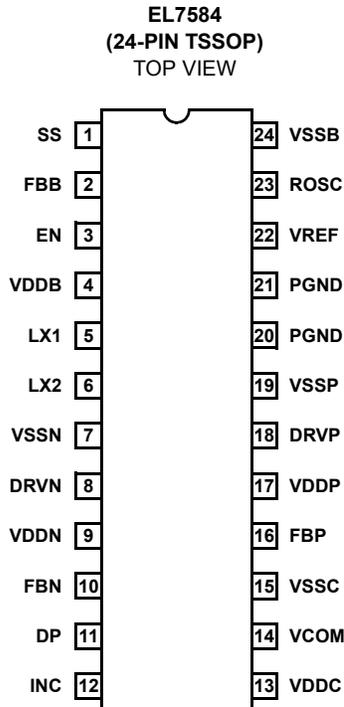 EL7584
(24-PIN TSSOP)
TOP VIEW
SS 1 24 VSSB
FBB 2 23 ROSC
EN 3 22 VREF
VDDB 4 21 PGND
LX1 5 20 PGND
LX2 6 19 VSSP
VSSN 7 18 DRVP
DRVN 8 17 VDDP
VDDN 9 16 FBP
FBN 10 15 VSSC
DP 11 14 VCOM
INC 12 13 VDDC